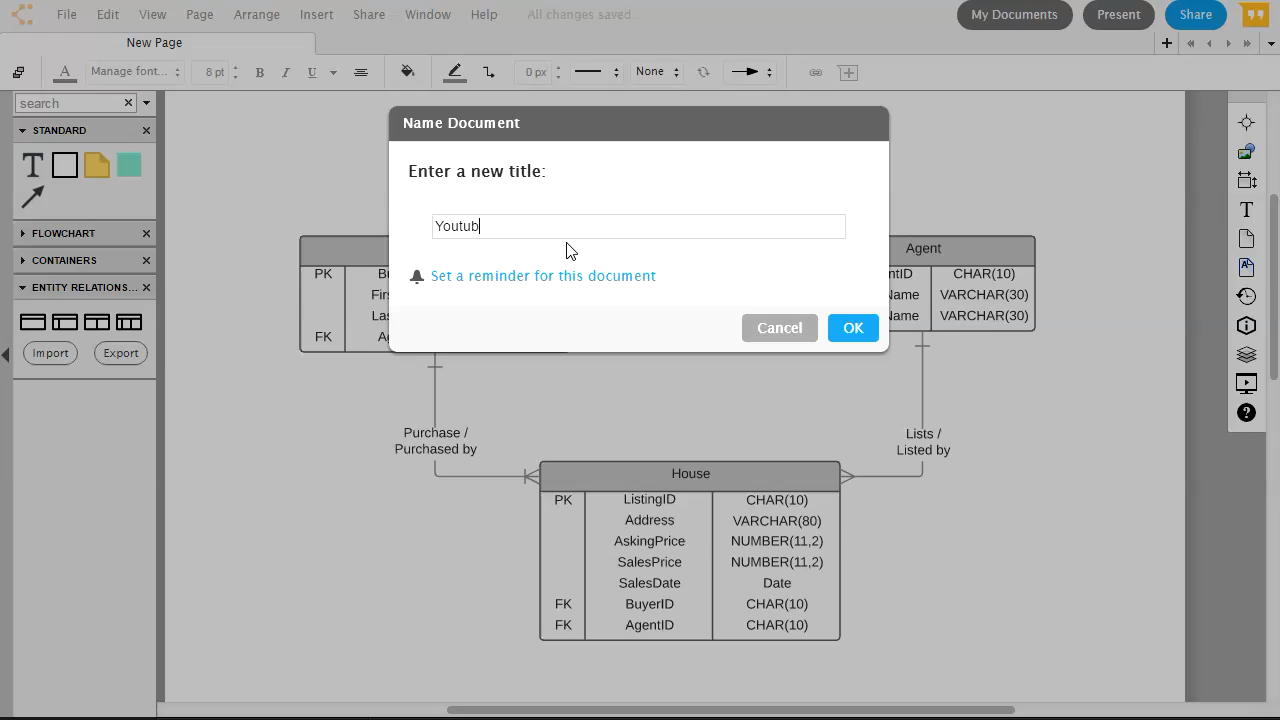 File Edit View Page Arrange Insert Share Window Help All changes saved.
My Documents Present Share
New Page
A Manage font... 8 pt B I U 0 px None
search
STANDARD
T
FLOWCHART
CONTAINERS
ENTITY RELATIONS...
Import Export
Name Document
Enter a new title:
Youtub
Set a reminder for this document
Cancel OK
PK
FK
Agent
CHAR(10)
Name VARCHAR(30)
Name VARCHAR(30)
Purchase /
Purchased by
Lists /
Listed by
House
PK ListingID CHAR(10)
Address VARCHAR(80)
AskingPrice NUMBER(11,2)
SalesPrice NUMBER(11,2)
SalesDate Date
FK BuyerID CHAR(10)
FK AgentID CHAR(10)
T
A